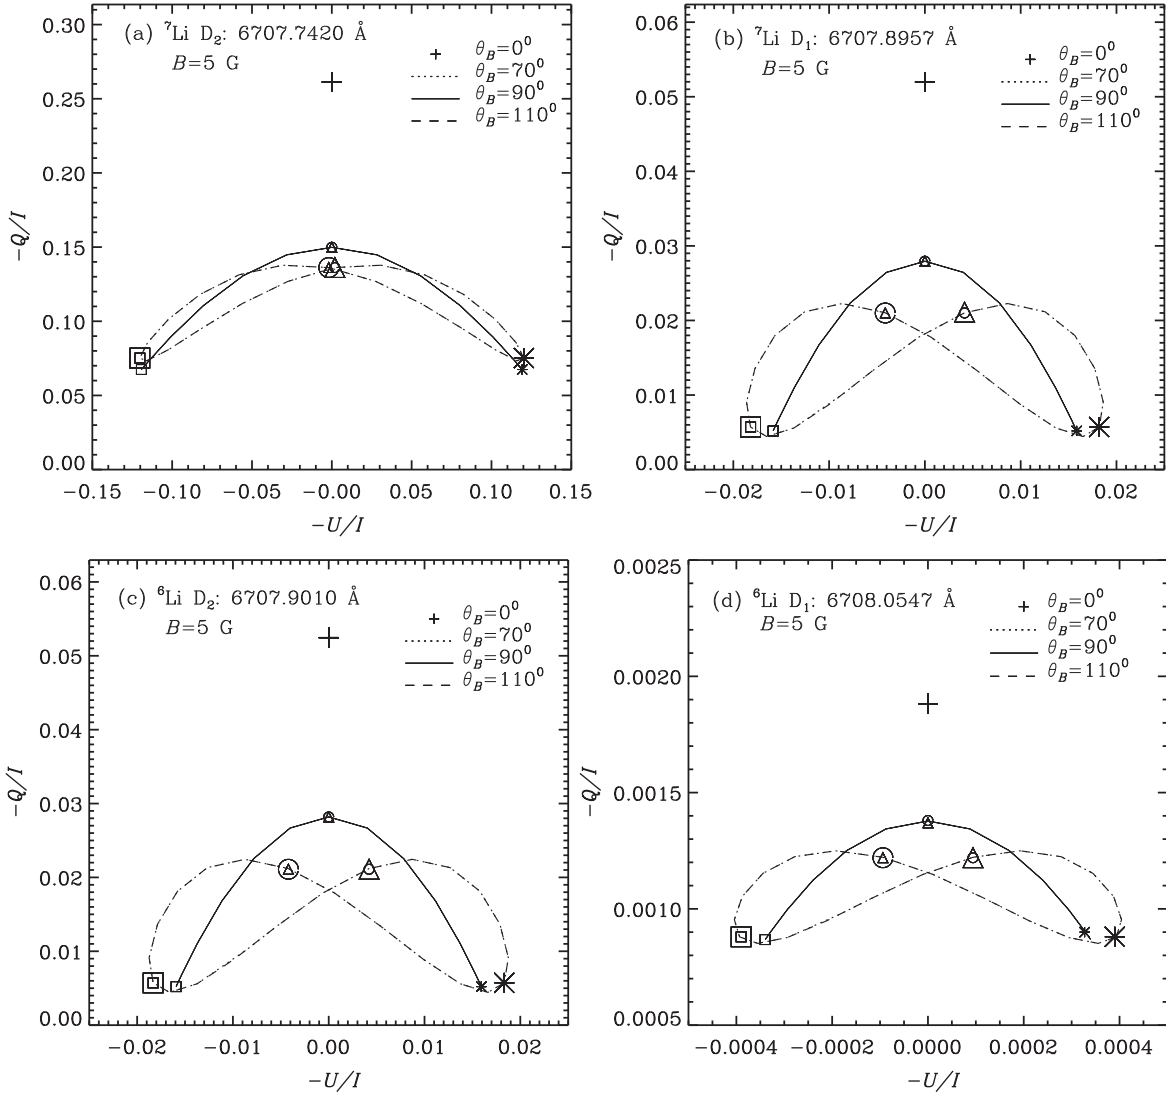 (a) ⁷Li D₂: 6707.7420 Å
B=5 G
θ_B=0⁰
θ_B=70⁰
θ_B=90⁰
θ_B=110⁰
0.30
0.25
0.20
0.15
0.10
0.05
0.00
-Q/I
-0.15 -0.10 -0.05 -0.00 0.05 0.10 0.15
-U/I
(b) ⁷Li D₁: 6707.8957 Å
B=5 G
θ_B=0⁰
θ_B=70⁰
θ_B=90⁰
θ_B=110⁰
0.06
0.05
0.04
0.03
0.02
0.01
0.00
-Q/I
-0.02 -0.01 0.00 0.01 0.02
-U/I
(c) ⁶Li D₂: 6707.9010 Å
B=5 G
θ_B=0⁰
θ_B=70⁰
θ_B=90⁰
θ_B=110⁰
0.06
0.05
0.04
0.03
0.02
0.01
0.00
-Q/I
-0.02 -0.01 0.00 0.01 0.02
-U/I
(d) ⁶Li D₁: 6708.0547 Å
B=5 G
θ_B=0⁰
θ_B=70⁰
θ_B=90⁰
θ_B=110⁰
0.0025
0.0020
0.0015
0.0010
0.0005
-Q/I
-0.0004 -0.0002 0.0000 0.0002 0.0004
-U/I